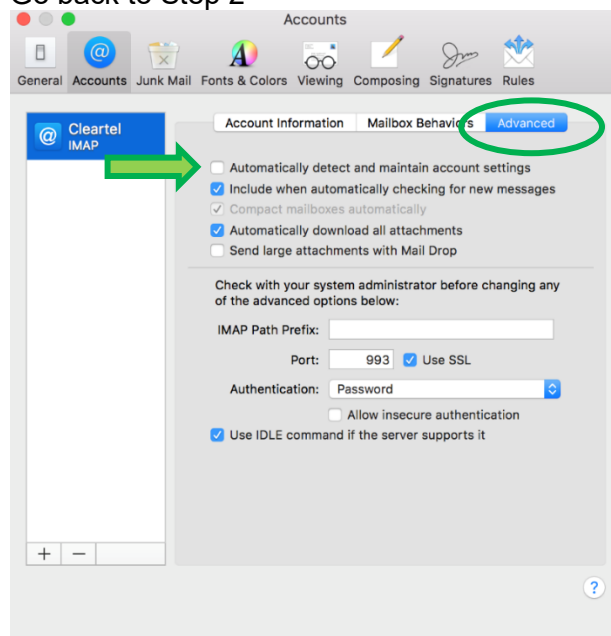 Go back to Step 2
Accounts
General Accounts Junk Mail Fonts & Colors Viewing Composing Signatures Rules
@ Cleartel
IMAP
Account Information Mailbox Behaviors Advanced
Automatically detect and maintain account settings
Include when automatically checking for new messages
Compact mailboxes automatically
Automatically download all attachments
Send large attachments with Mail Drop
Check with your system administrator before changing any
of the advanced options below:
IMAP Path Prefix:
Port: 993 Use SSL
Authentication: Password
Allow insecure authentication
Use IDLE command if the server supports it
+ −
?